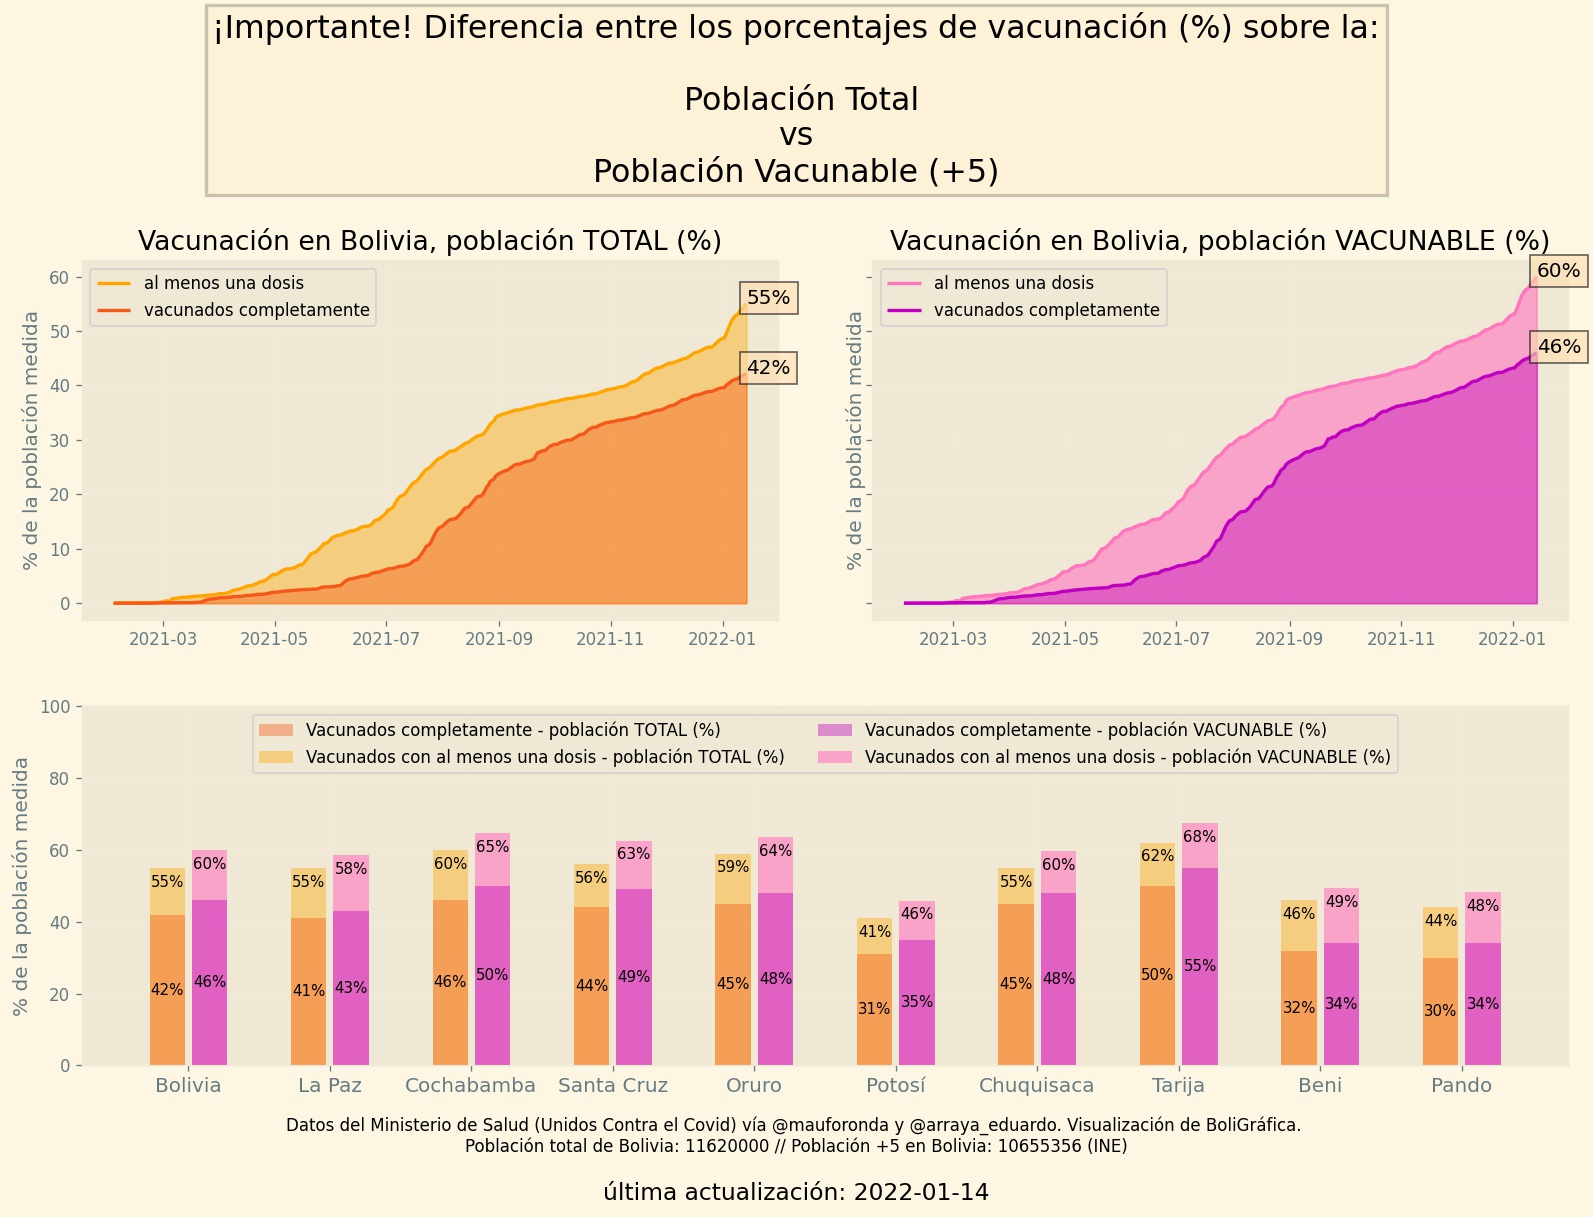 ¡Importante! Diferencia entre los porcentajes de vacunación (%) sobre la:
Población Total
vs
Población Vacunable (+5)
Vacunación en Bolivia, población TOTAL (%)
al menos una dosis
vacunados completamente
55%
42%
% de la población medida
60
50
40
30
20
10
0
2021-03 2021-05 2021-07 2021-09 2021-11 2022-01
Vacunación en Bolivia, población VACUNABLE (%)
al menos una dosis
vacunados completamente
60%
46%
% de la población medida
2021-03 2021-05 2021-07 2021-09 2021-11 2022-01
% de la población medida
100
80
60
40
20
0
Vacunados completamente - población TOTAL (%)
Vacunados con al menos una dosis - población TOTAL (%)
Vacunados completamente - población VACUNABLE (%)
Vacunados con al menos una dosis - población VACUNABLE (%)
55% 60% 55% 58% 60% 65% 56% 63% 59% 64% 41% 46% 55% 60% 62% 68% 46% 49% 44% 48%
42% 46% 41% 43% 46% 50% 44% 49% 45% 48% 31% 35% 45% 48% 50% 55% 32% 34% 30% 34%
Bolivia La Paz Cochabamba Santa Cruz Oruro Potosí Chuquisaca Tarija Beni Pando
Datos del Ministerio de Salud (Unidos Contra el Covid) vía @mauforonda y @arraya_eduardo. Visualización de BoliGráfica.
Población total de Bolivia: 11620000 // Población +5 en Bolivia: 10655356 (INE)
última actualización: 2022-01-14